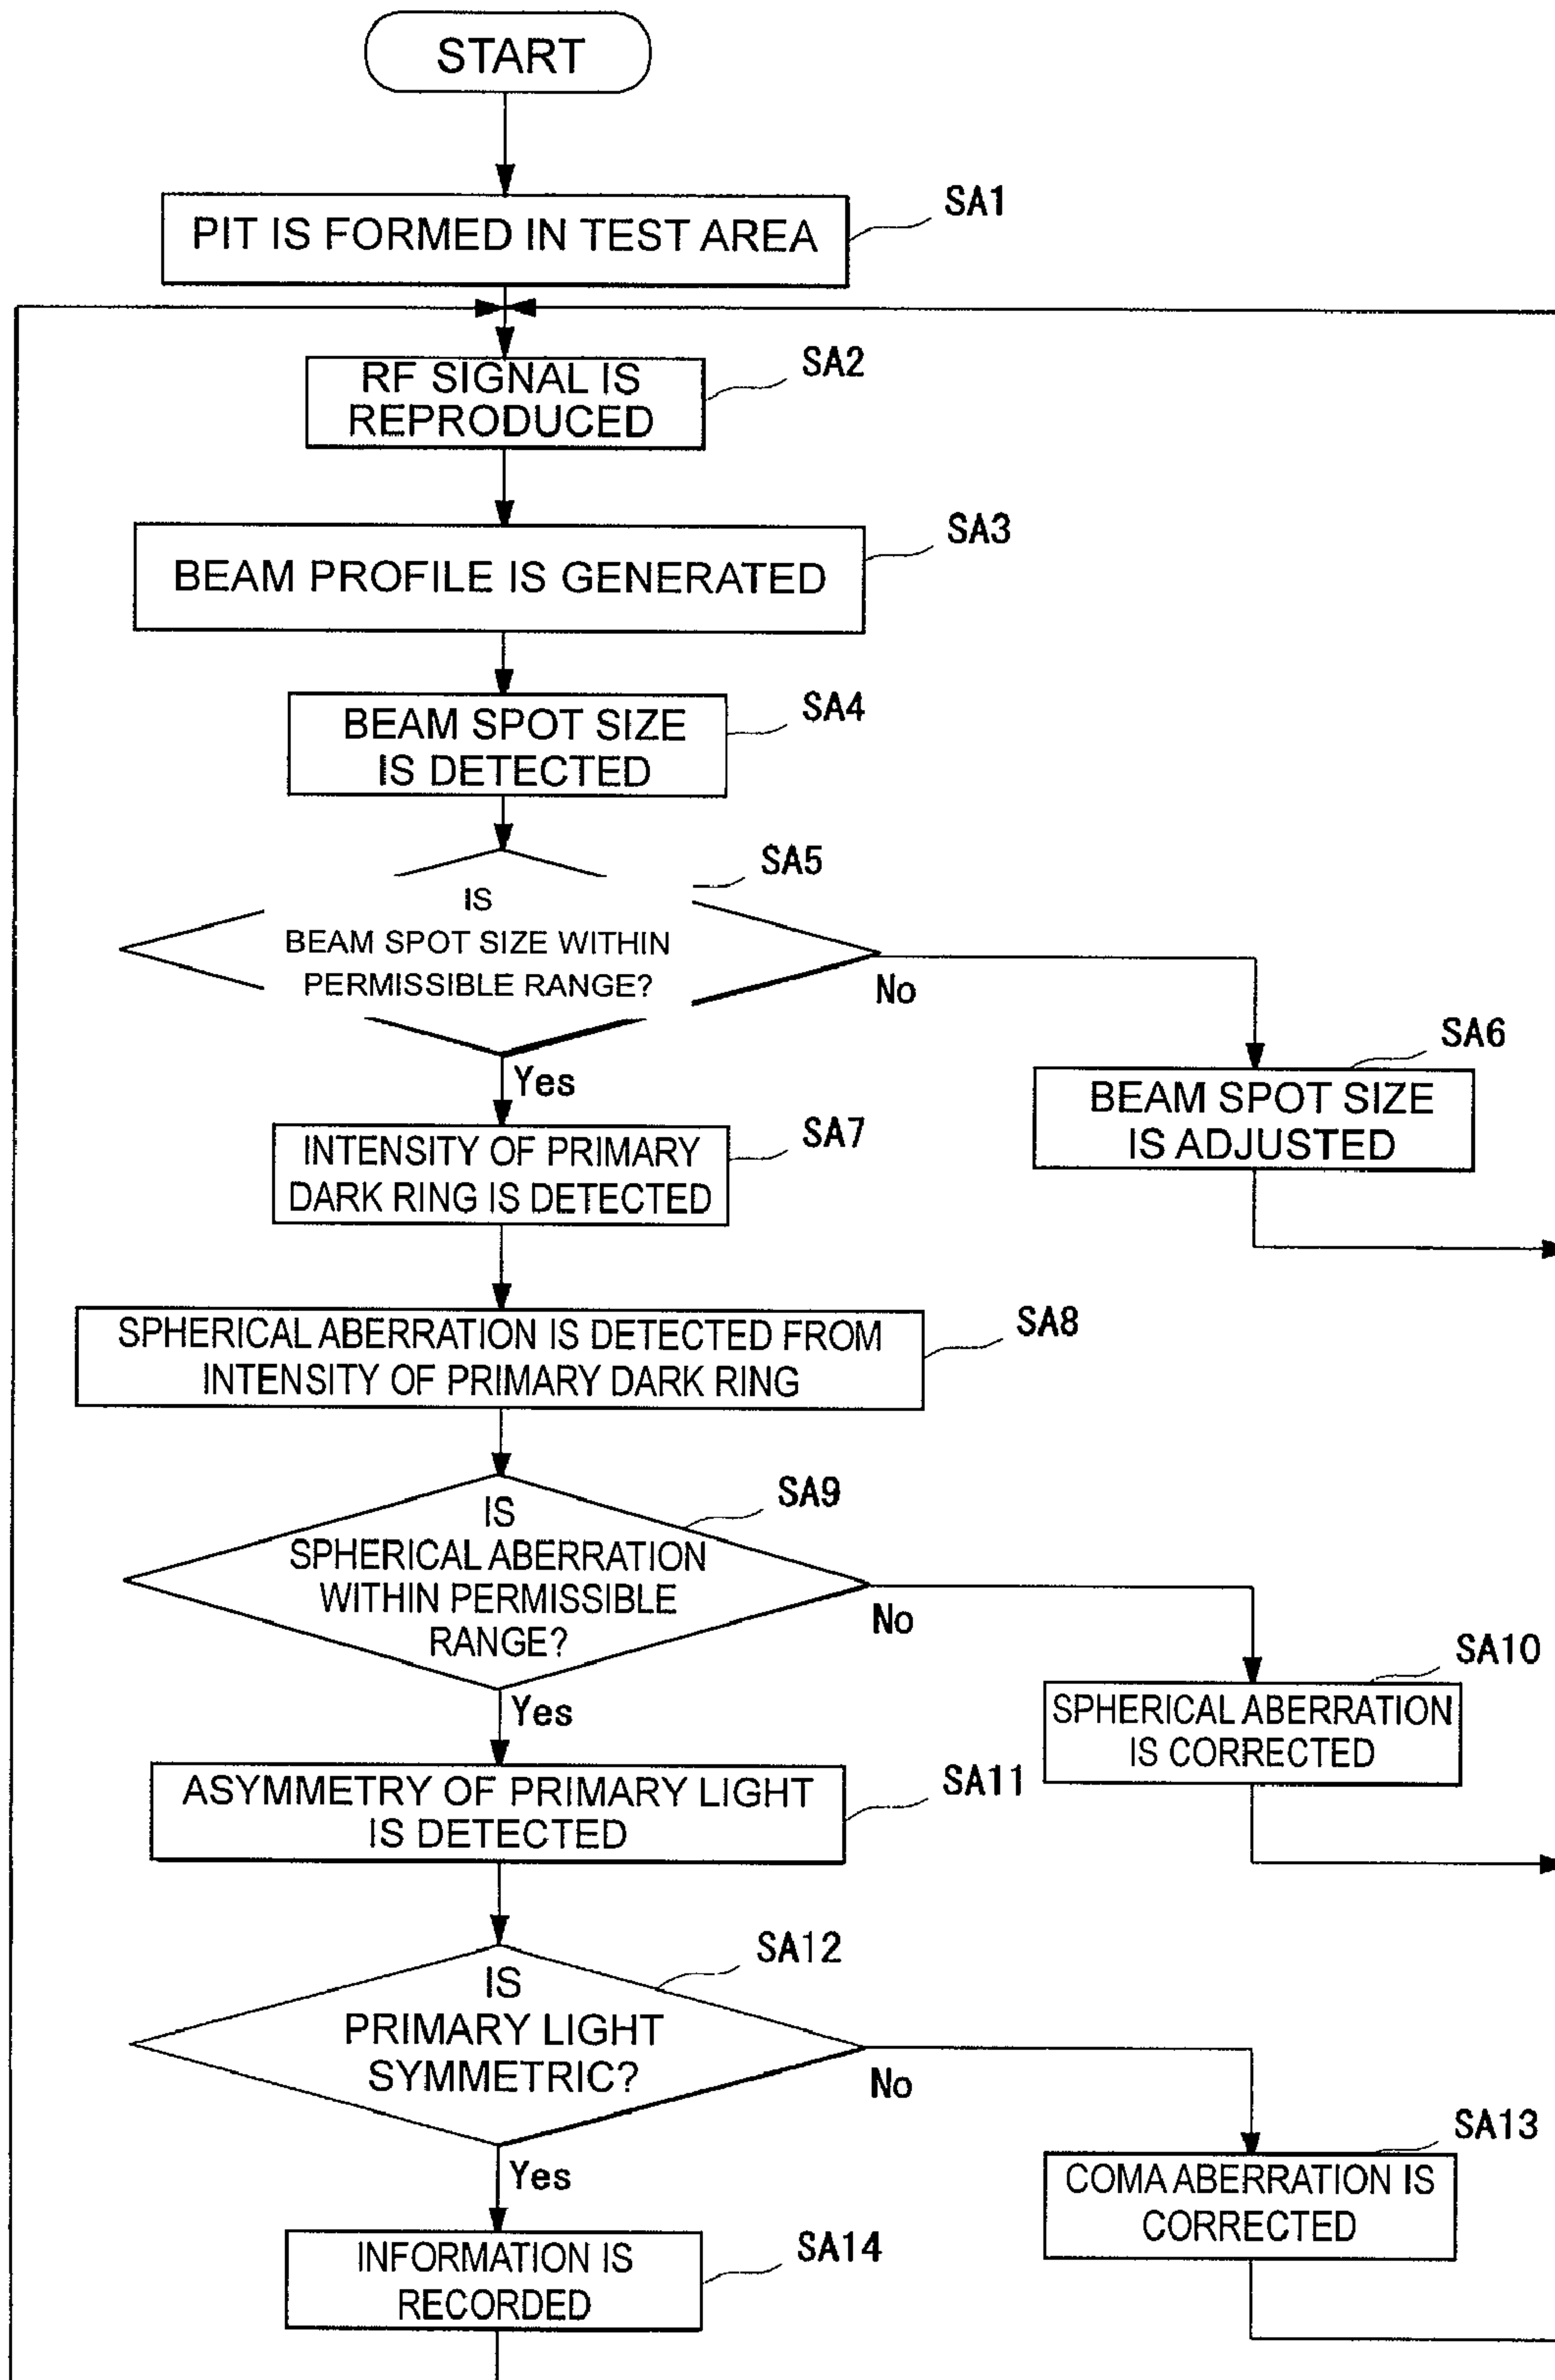 START
SA1
PIT IS FORMED IN TEST AREA
SA2
RF SIGNAL IS
REPRODUCED
SA3
BEAM PROFILE IS GENERATED
SA4
BEAM SPOT SIZE
IS DETECTED
SA5
IS
BEAM SPOT SIZE WITHIN
PERMISSIBLE RANGE?
No
Yes
SA6
BEAM SPOT SIZE
IS ADJUSTED
SA7
INTENSITY OF PRIMARY
DARK RING IS DETECTED
SA8
SPHERICAL ABERRATION IS DETECTED FROM
INTENSITY OF PRIMARY DARK RING
SA9
IS
SPHERICAL ABERRATION
WITHIN PERMISSIBLE
RANGE?
No
Yes
SA10
SPHERICAL ABERRATION
IS CORRECTED
SA11
ASYMMETRY OF PRIMARY LIGHT
IS DETECTED
SA12
IS
PRIMARY LIGHT
SYMMETRIC?
No
Yes
SA13
COMA ABERRATION IS
CORRECTED
SA14
INFORMATION IS
RECORDED